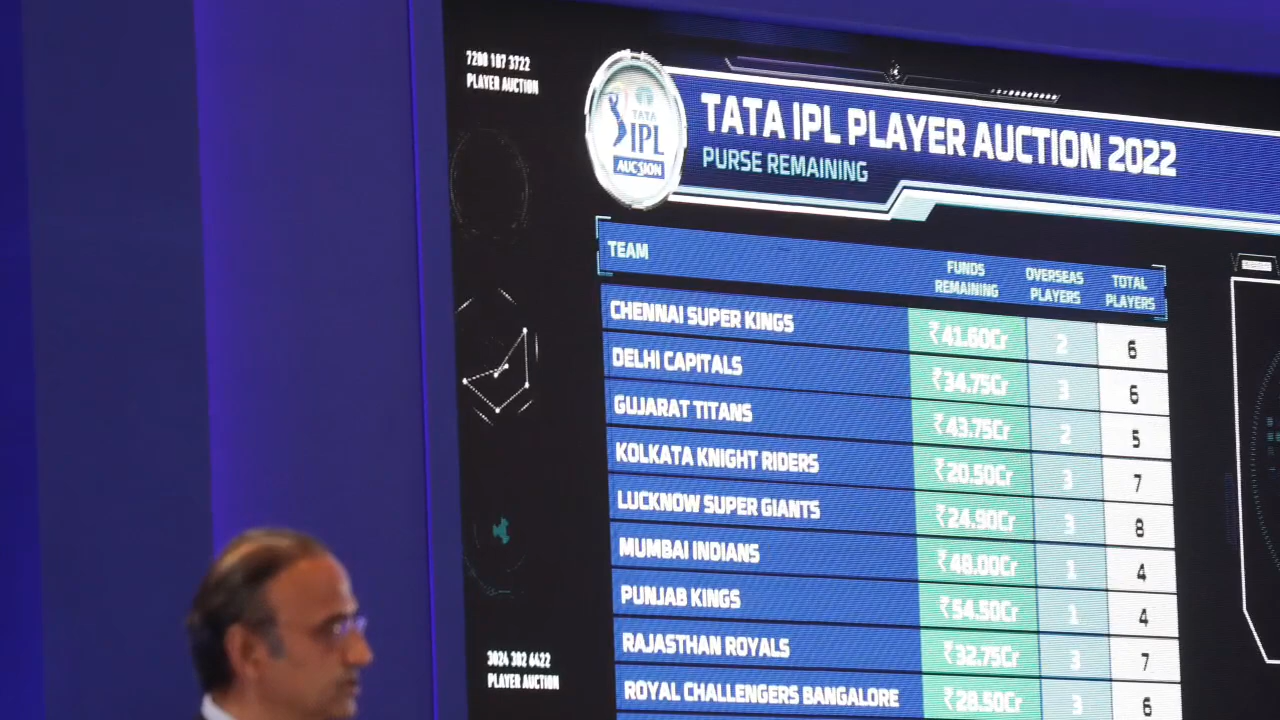 7208 187 3722
PLAYER AUCTION
TATA
IPL
AUCTION
TATA IPL PLAYER AUCTION 2022
PURSE REMAINING
TEAM FUNDS REMAINING OVERSEAS PLAYERS TOTAL PLAYERS
CHENNAI SUPER KINGS ₹41.60Cr 2 6
DELHI CAPITALS ₹34.75Cr 3 6
GUJARAT TITANS ₹43.75Cr 2 5
KOLKATA KNIGHT RIDERS ₹20.50Cr 3 7
LUCKNOW SUPER GIANTS ₹24.90Cr 3 8
MUMBAI INDIANS ₹48.00Cr 1 4
PUNJAB KINGS ₹54.50Cr 1 4
RAJASTHAN ROYALS ₹32.75Cr 3 7
ROYAL CHALLENGERS BANGALORE ₹28.50Cr 3 6
3024 302 6422
PLAYER AUCTION